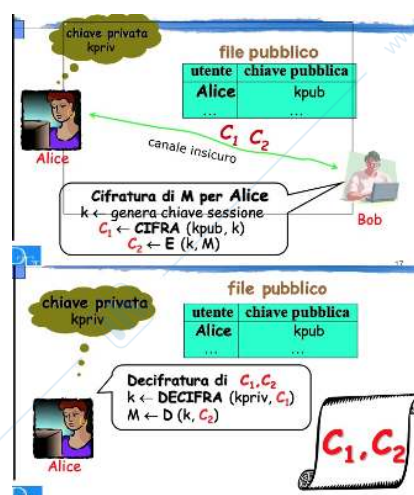 chiave privata
kpriv
file pubblico
utente chiave pubblica
Alice kpub
... ...
C1 C2
canale insicuro
Alice
Bob
Cifratura di M per Alice
k ← genera chiave sessione
C1 ← CIFRA (kpub, k)
C2 ← E (k, M)
17
chiave privata
kpriv
file pubblico
utente chiave pubblica
Alice kpub
... ...
Decifratura di C1,C2
k ← DECIFRA (kpriv, C1)
M ← D (k, C2)
Alice
C1, C2